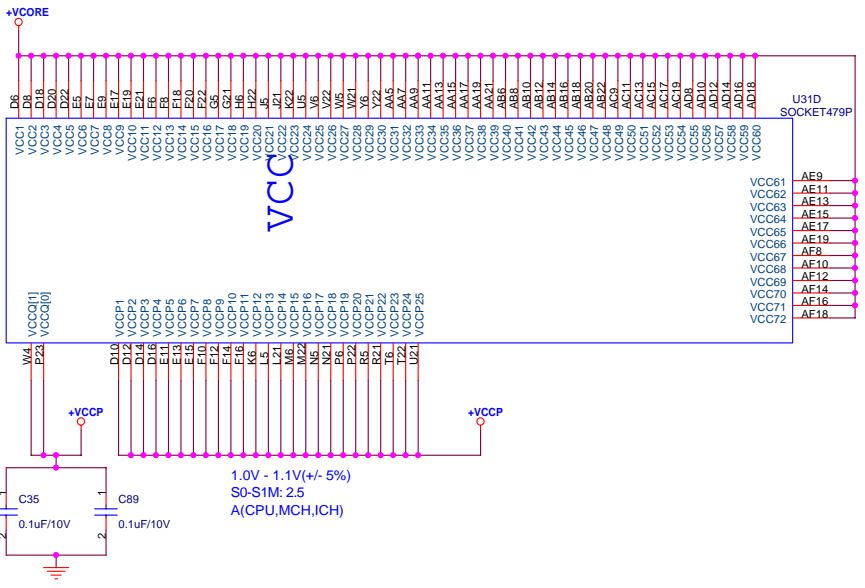 +VCORE
D6
D8
D18
D20
D22
E5
E7
E9
E17
E19
E21
F6
F8
F18
F20
F22
G5
G21
H6
H22
J5
J21
K22
U5
V6
V22
W5
W21
Y6
Y22
AA5
AA7
AA9
AA11
AA13
AA15
AA17
AA19
AA21
AB6
AB8
AB10
AB12
AB14
AB16
AB18
AB20
AB22
AC9
AC11
AC13
AC15
AC17
AC19
AD8
AD10
AD12
AD14
AD16
AD18
U31D
SOCKET479P
VCC1
VCC2
VCC3
VCC4
VCC5
VCC6
VCC7
VCC8
VCC9
VCC10
VCC11
VCC12
VCC13
VCC14
VCC15
VCC16
VCC17
VCC18
VCC19
VCC20
VCC21
VCC22
VCC23
VCC24
VCC25
VCC26
VCC27
VCC28
VCC29
VCC30
VCC31
VCC32
VCC33
VCC34
VCC35
VCC36
VCC37
VCC38
VCC39
VCC40
VCC41
VCC42
VCC43
VCC44
VCC45
VCC46
VCC47
VCC48
VCC49
VCC50
VCC51
VCC52
VCC53
VCC54
VCC55
VCC56
VCC57
VCC58
VCC59
VCC60
VCC
VCC61 AE9
VCC62 AE11
VCC63 AE13
VCC64 AE15
VCC65 AE17
VCC66 AE19
VCC67 AF8
VCC68 AF10
VCC69 AF12
VCC70 AF14
VCC71 AF16
VCC72 AF18
VCCQ[1]
VCCQ[0]
VCCP1
VCCP2
VCCP3
VCCP4
VCCP5
VCCP6
VCCP7
VCCP8
VCCP9
VCCP10
VCCP11
VCCP12
VCCP13
VCCP14
VCCP15
VCCP16
VCCP17
VCCP18
VCCP19
VCCP20
VCCP21
VCCP22
VCCP23
VCCP24
VCCP25
W4
P23
D10
D12
D14
D16
E11
E13
E15
F10
F12
F14
F16
K6
L5
L21
M6
M22
N5
N21
P6
P22
R5
R21
T6
T22
U21
+VCCP
+VCCP
1.0V - 1.1V(+/- 5%)
S0-S1M: 2.5
A(CPU,MCH,ICH)
1
C35
0.1uF/10V
2
1
C89
0.1uF/10V
2